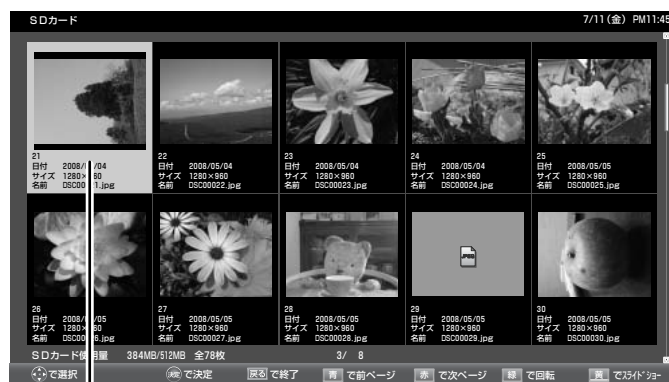 SDカード 7/11(金) PM11:45
21 22 23 24 25
日付 2008/ /04 日付 2008/05/04 日付 2008/05/04 日付 2008/05/04 日付 2008/05/05
サイズ 1280× 60 サイズ 1280×960 サイズ 1280×960 サイズ 1280×960 サイズ 1280×960
名前 DSC00 1.jpg 名前 DSC00022.jpg 名前 DSC00023.jpg 名前 DSC00024.jpg 名前 DSC00025.jpg
JPEG
26 27 28 29 30
日付 2008/ /05 日付 2008/05/05 日付 2008/05/05 日付 2008/05/05 日付 2008/05/05
サイズ 1280× 60 サイズ 1280×960 サイズ 1280×960 サイズ 1280×960 サイズ 1280×960
名前 DSC00 6.jpg 名前 DSC00027.jpg 名前 DSC00028.jpg 名前 DSC00029.jpg 名前 DSC00030.jpg
SDカード使用量 384MB/512MB 全78枚 3/ 8
で選択 決定 で決定 戻る で終了 青 で前ページ 赤 で次ページ 緑 で回転 黄 でスライドショー